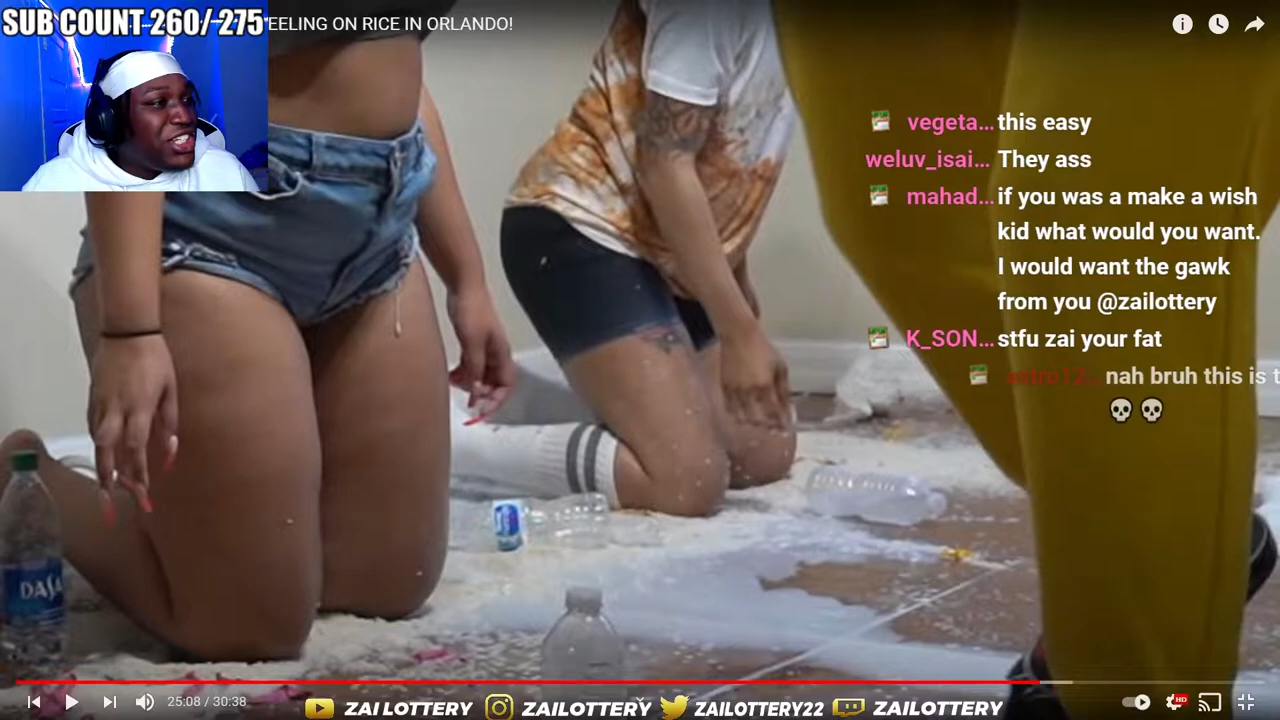 SUB COUNT 260/275
EELING ON RICE IN ORLANDO!
vegeta... this easy
weluv_isai... They ass
mahad... if you was a make a wish
kid what would you want.
I would want the gawk
from you @zailottery
K_SON... stfu zai your fat
astro12... nah bruh this is t
💀💀
DASA
25:08 / 30:38
HD
ZAI LOTTERY
ZAILOTTERY
ZAILOTTERY22
ZAILOTTERY